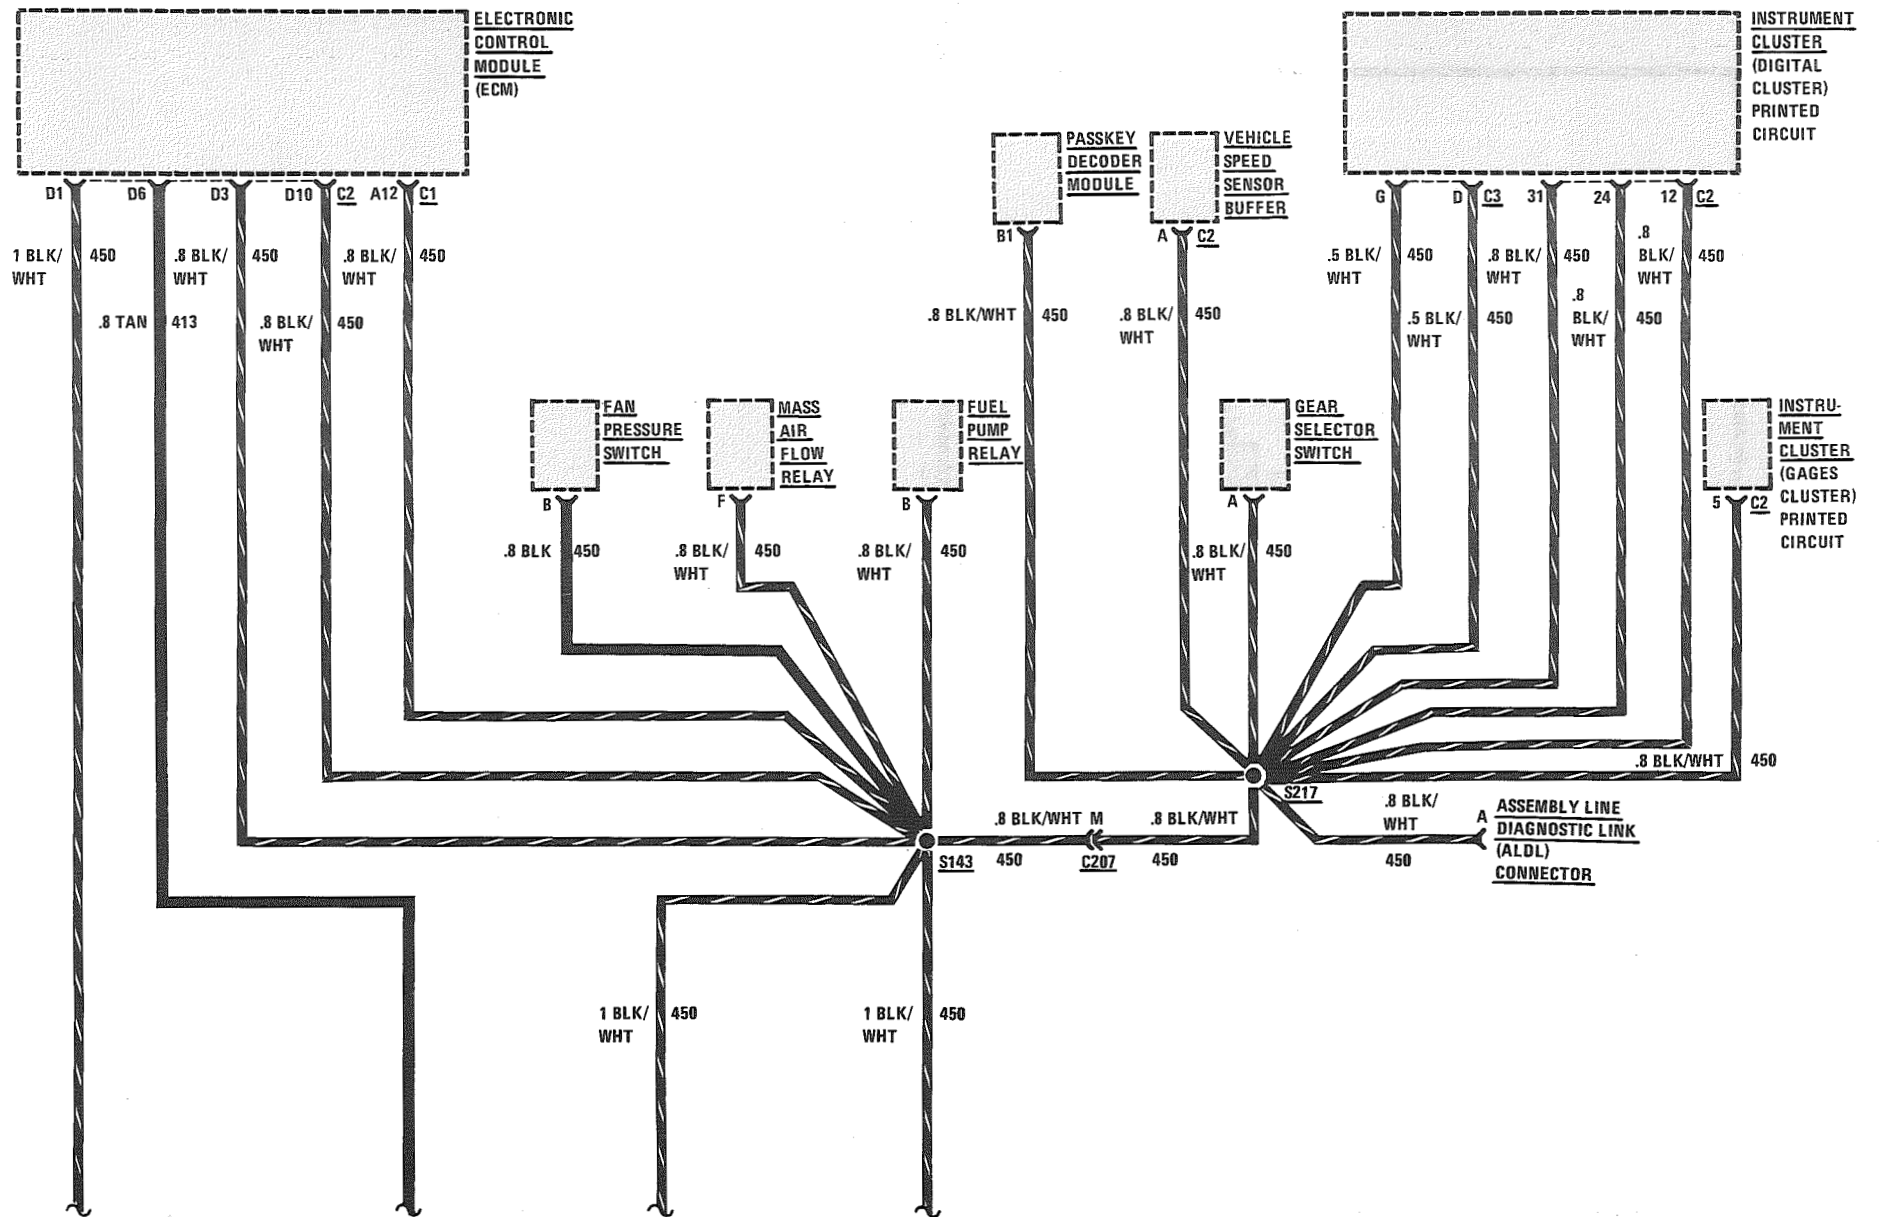 ELECTRONIC
CONTROL
MODULE
(ECM)
INSTRUMENT
CLUSTER
(DIGITAL
CLUSTER)
PRINTED
CIRCUIT
PASSKEY
DECODER
MODULE
VEHICLE
SPEED
SENSOR
BUFFER
D1
D6
D3
D10
C2
A12
C1
B1
A
C2
G
D
C3
31
24
12
C2
1 BLK/
WHT
450
.8 TAN
413
.8 BLK/
WHT
450
.8 BLK/
WHT
450
.8 BLK/
WHT
450
.8 BLK/WHT
450
.8 BLK/
WHT
450
.5 BLK/
WHT
450
.5 BLK/
WHT
450
.8 BLK/
WHT
450
.8
BLK/
WHT
450
.8
BLK/
WHT
450
FAN
PRESSURE
SWITCH
MASS
AIR
FLOW
RELAY
FUEL
PUMP
RELAY
GEAR
SELECTOR
SWITCH
INSTRU-
MENT
CLUSTER
(GAGES
CLUSTER)
PRINTED
CIRCUIT
B
F
B
A
5
C2
.8 BLK
450
.8 BLK/
WHT
450
.8 BLK/
WHT
450
.8 BLK/
WHT
450
.8 BLK/WHT
450
S217
.8 BLK/
WHT
450
A
ASSEMBLY LINE
DIAGNOSTIC LINK
(ALDL)
CONNECTOR
S143
.8 BLK/WHT
450
M
C207
.8 BLK/WHT
450
1 BLK/
WHT
450
1 BLK/
WHT
450